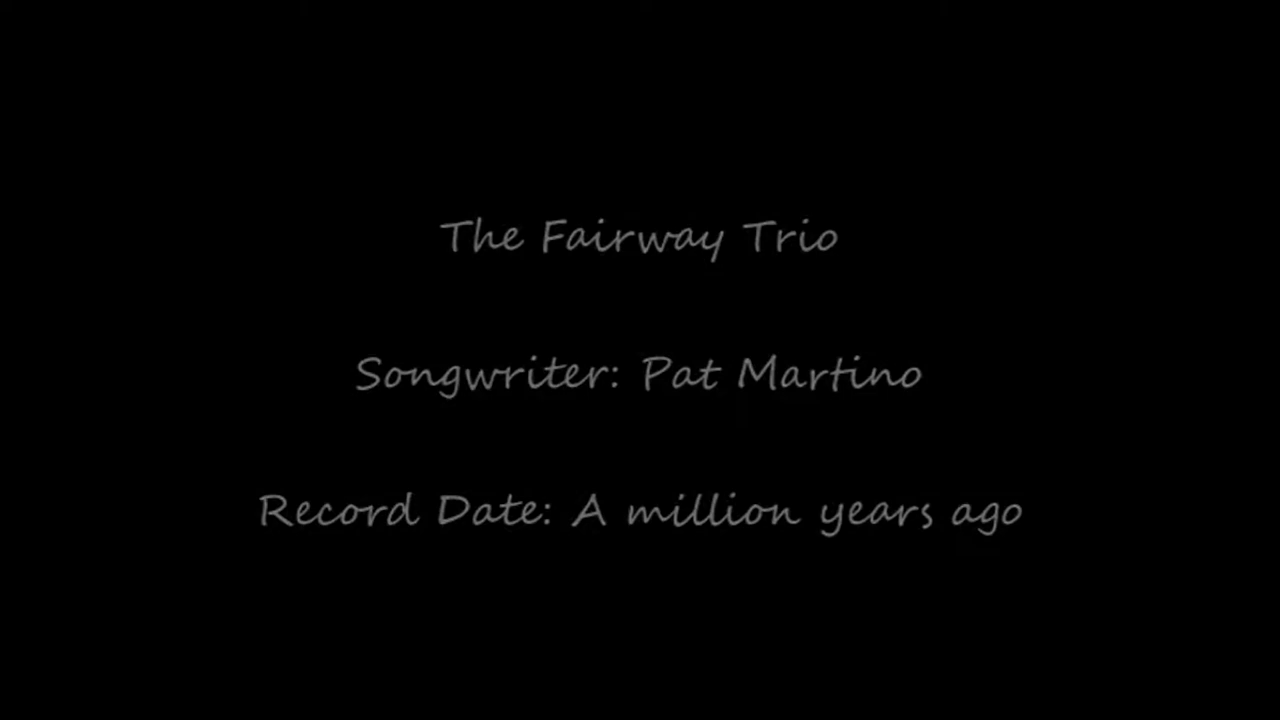 The Fairway Trio
Songwriter: Pat Martino
Record Date: A million years ago